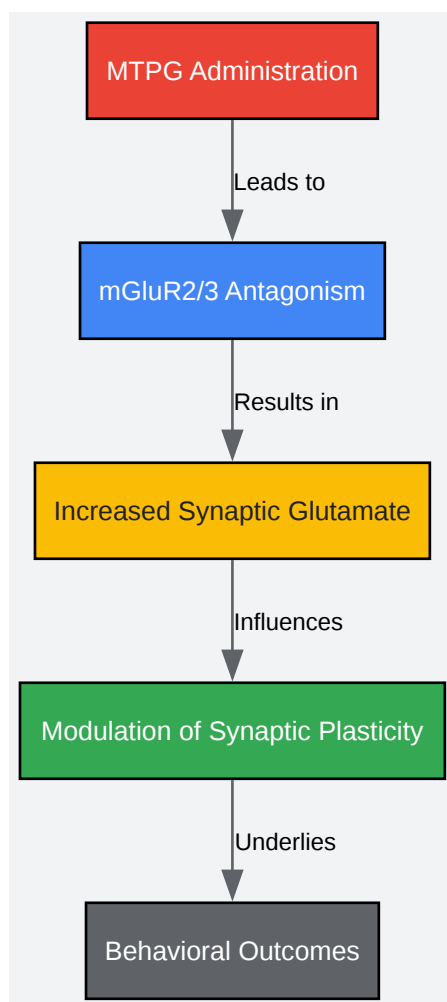 MTPG Administration
Leads to
mGluR2/3 Antagonism
Results in
Increased Synaptic Glutamate
Influences
Modulation of Synaptic Plasticity
Underlies
Behavioral Outcomes